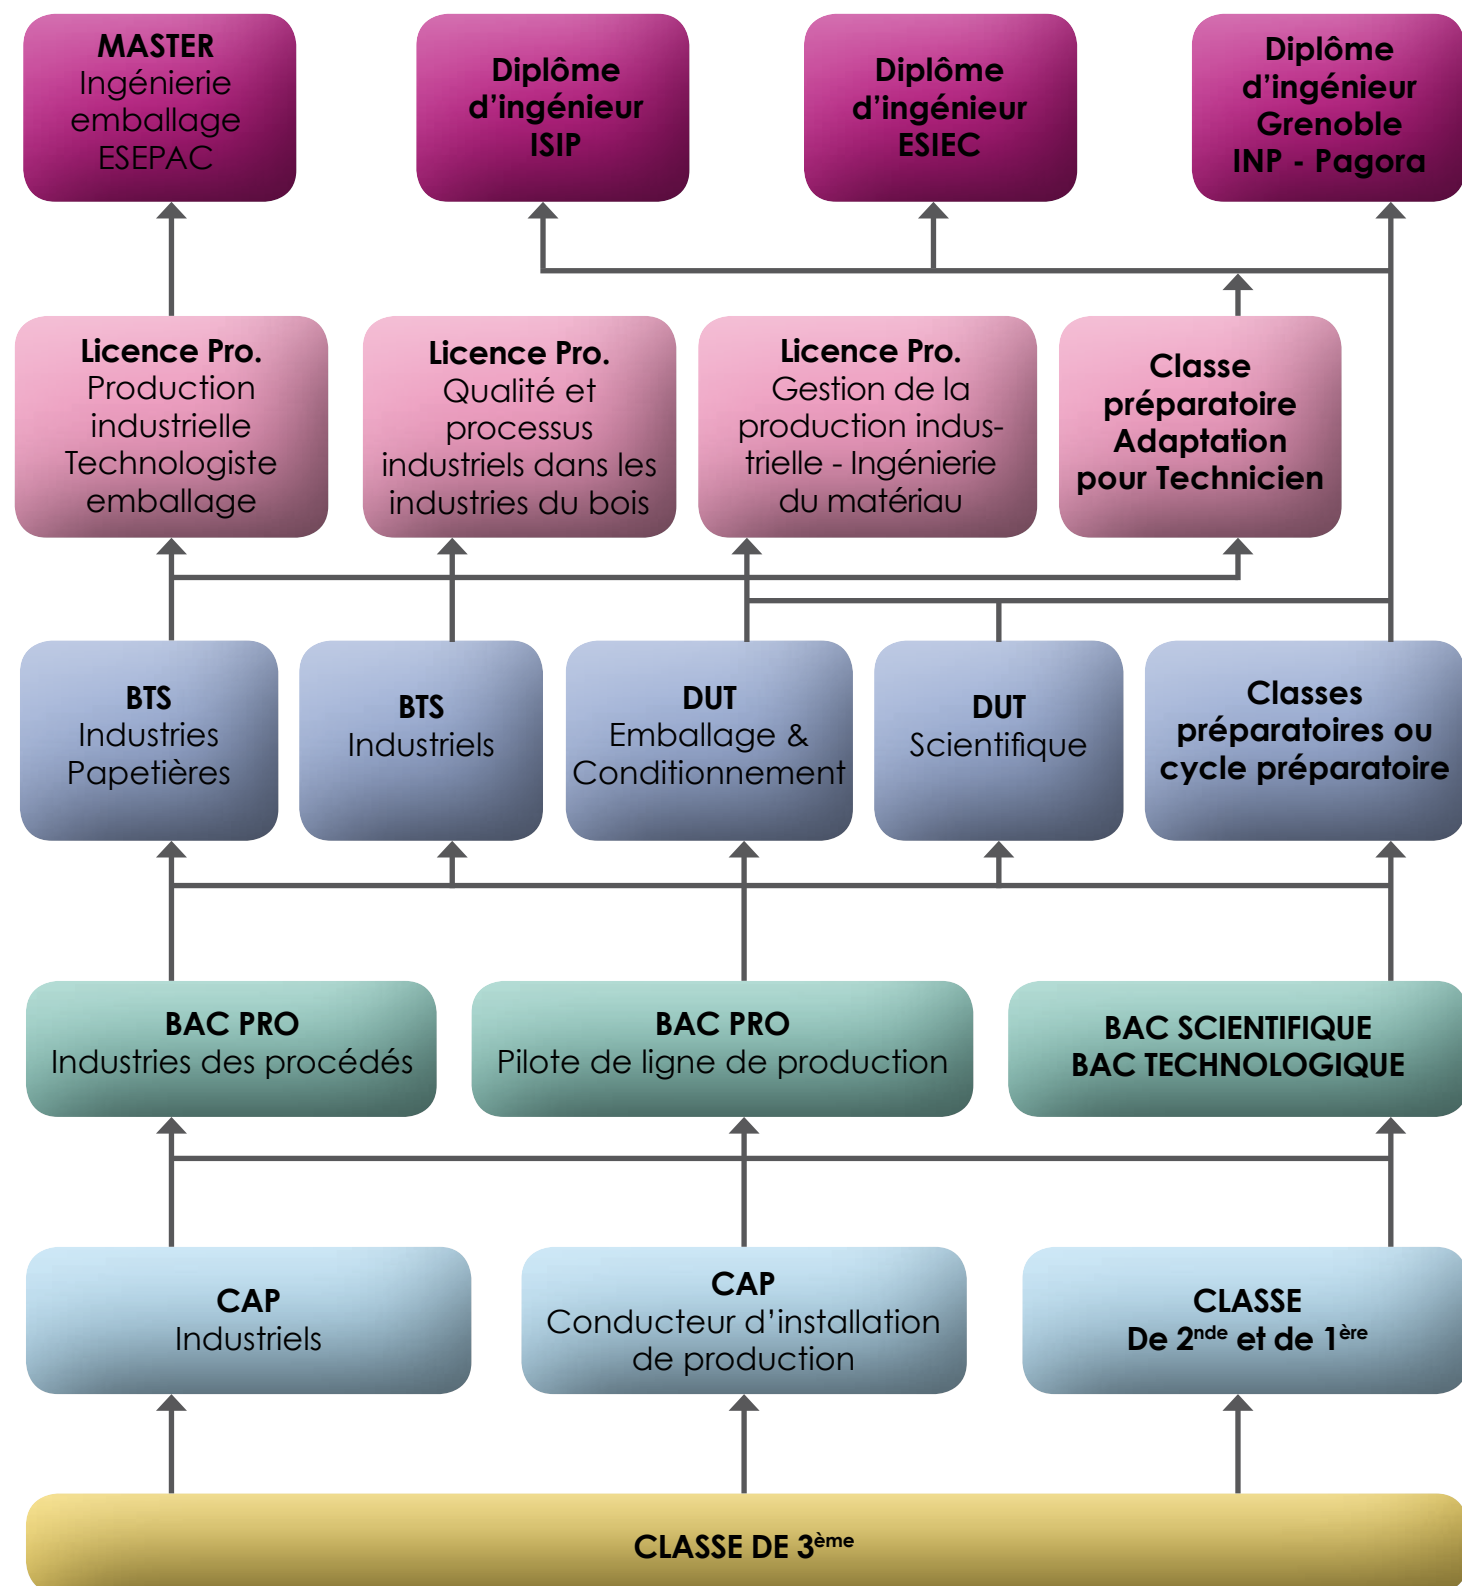 MASTER
Ingénierie
emballage
ESEPAC
Diplôme
d’ingénieur
ISIP
Diplôme
d’ingénieur
ESIEC
Diplôme
d’ingénieur
Grenoble
INP - Pagora
Licence Pro.
Production
industrielle
Technologiste
emballage
Licence Pro.
Qualité et
processus
industriels dans les
industries du bois
Licence Pro.
Gestion de la
production indus-
trielle - Ingénierie
du matériau
Classe
préparatoire
Adaptation
pour Technicien
BTS
Industries
Papetières
BTS
Industriels
DUT
Emballage &
Conditionnement
DUT
Scientifique
Classes
préparatoires ou
cycle préparatoire
BAC PRO
Industries des procédés
BAC PRO
Pilote de ligne de production
BAC SCIENTIFIQUE
BAC TECHNOLOGIQUE
CAP
Industriels
CAP
Conducteur d’installation
de production
CLASSE
De 2nde et de 1ère
CLASSE DE 3ème